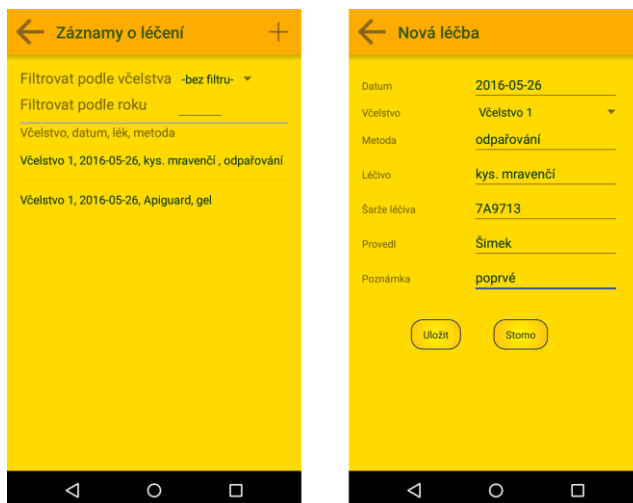 Záznamy o léčení
Filtrovat podle včelstva -bez filtru-
Filtrovat podle roku
Včelstvo, datum, lék, metoda
Včelstvo 1, 2016-05-26, kys. mravenčí , odpařování
Včelstvo 1, 2016-05-26, Apiguard, gel
Nová léčba
Datum 2016-05-26
Včelstvo Včelstvo 1
Metoda odpařování
Léčivo kys. mravenčí
Šarže léčiva 7A9713
Provedl Šimek
Poznámka poprvé
Uložit Storno